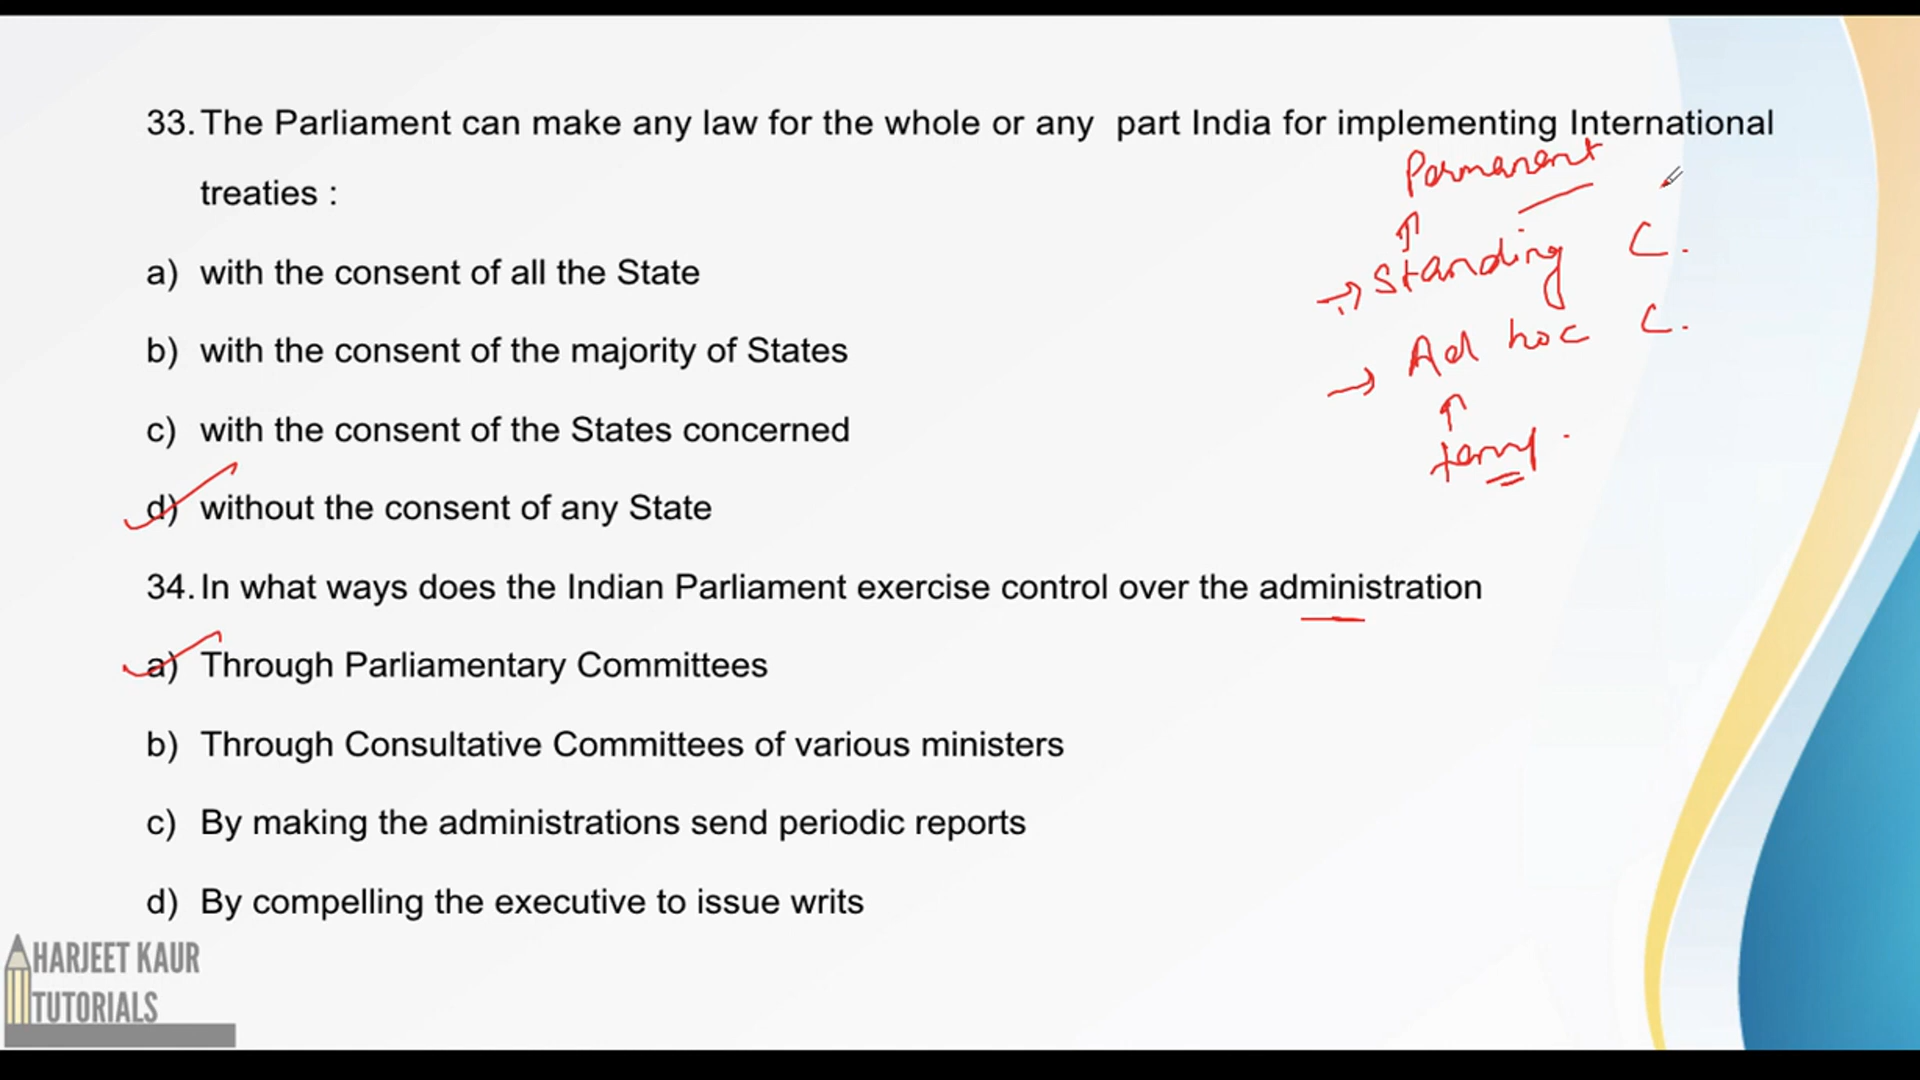 33. The Parliament can make any law for the whole or any part India for implementing International
treaties :
a) with the consent of all the State
b) with the consent of the majority of States
c) with the consent of the States concerned
d) without the consent of any State
Permanent
Standing C.
Ad hoc C.
temp.
34. In what ways does the Indian Parliament exercise control over the administration
a) Through Parliamentary Committees
b) Through Consultative Committees of various ministers
c) By making the administrations send periodic reports
d) By compelling the executive to issue writs
HARJEET KAUR
TUTORIALS